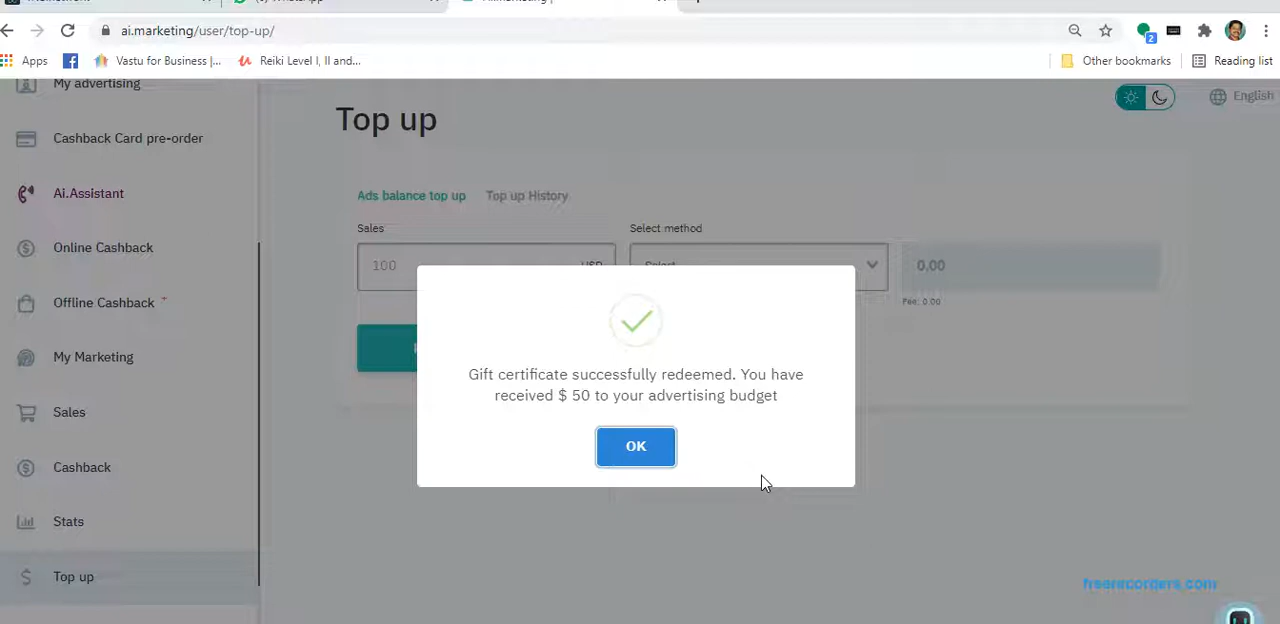 ai.marketing/user/top-up/
2
Apps
Vastu for Business |...
Reiki Level I, II and...
Other bookmarks
Reading list
My advertising
Cashback Card pre-order
Ai.Assistant
Online Cashback
Offline Cashback *
My Marketing
Sales
Cashback
Stats
Top up
English
Top up
Ads balance top up
Top up History
Sales
Select method
100
USD
Select
0.00
Fee: 0.00
Gift certificate successfully redeemed. You have
received $ 50 to your advertising budget
OK
freerecorders.com